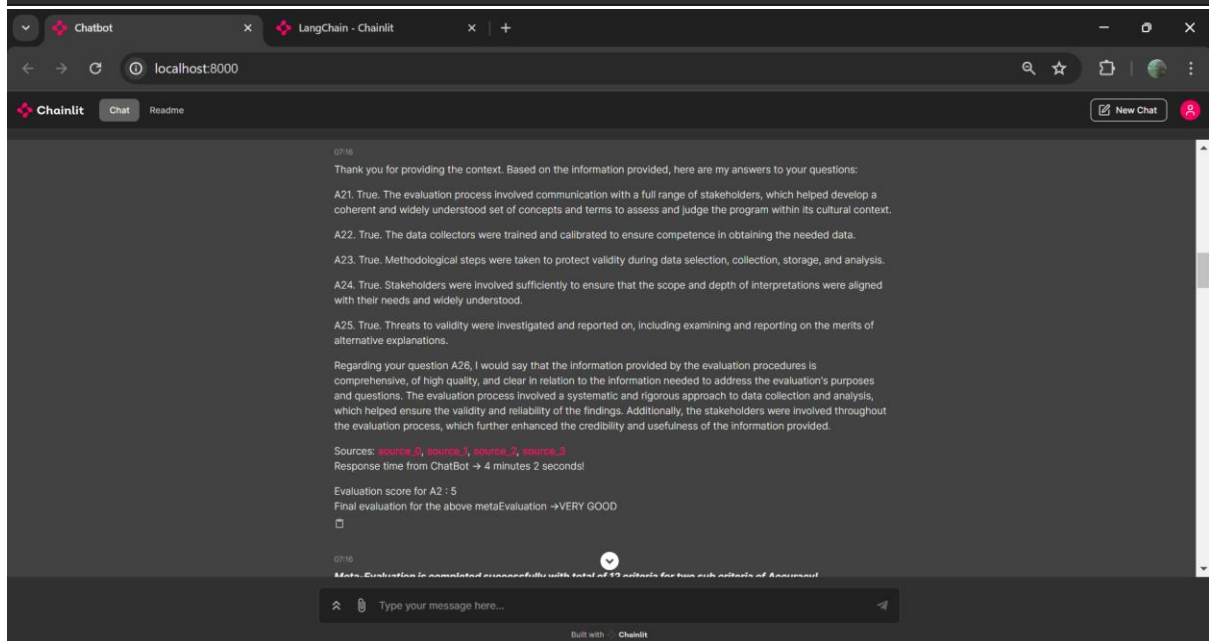 Chatbot
LangChain - Chainlit
localhost:8000
Chainlit
Chat
Readme
New Chat
07:16
Thank you for providing the context. Based on the information provided, here are my answers to your questions:
A21. True. The evaluation process involved communication with a full range of stakeholders, which helped develop a
coherent and widely understood set of concepts and terms to assess and judge the program within its cultural context.
A22. True. The data collectors were trained and calibrated to ensure competence in obtaining the needed data.
A23. True. Methodological steps were taken to protect validity during data selection, collection, storage, and analysis.
A24. True. Stakeholders were involved sufficiently to ensure that the scope and depth of interpretations were aligned
with their needs and widely understood.
A25. True. Threats to validity were investigated and reported on, including examining and reporting on the merits of
alternative explanations.
Regarding your question A26, I would say that the information provided by the evaluation procedures is
comprehensive, of high quality, and clear in relation to the information needed to address the evaluation's purposes
and questions. The evaluation process involved a systematic and rigorous approach to data collection and analysis,
which helped ensure the validity and reliability of the findings. Additionally, the stakeholders were involved throughout
the evaluation process, which further enhanced the credibility and usefulness of the information provided.
Sources: source_0, source_1, source_2, source_3
Response time from ChatBot → 4 minutes 2 seconds!
Evaluation score for A2 : 5
Final evaluation for the above metaEvaluation →VERY GOOD
07:16
Meta-Evaluation is completed successfully with total of 12 criteria for two sub criteria of Accuracy!
Type your message here...
Built with Chainlit